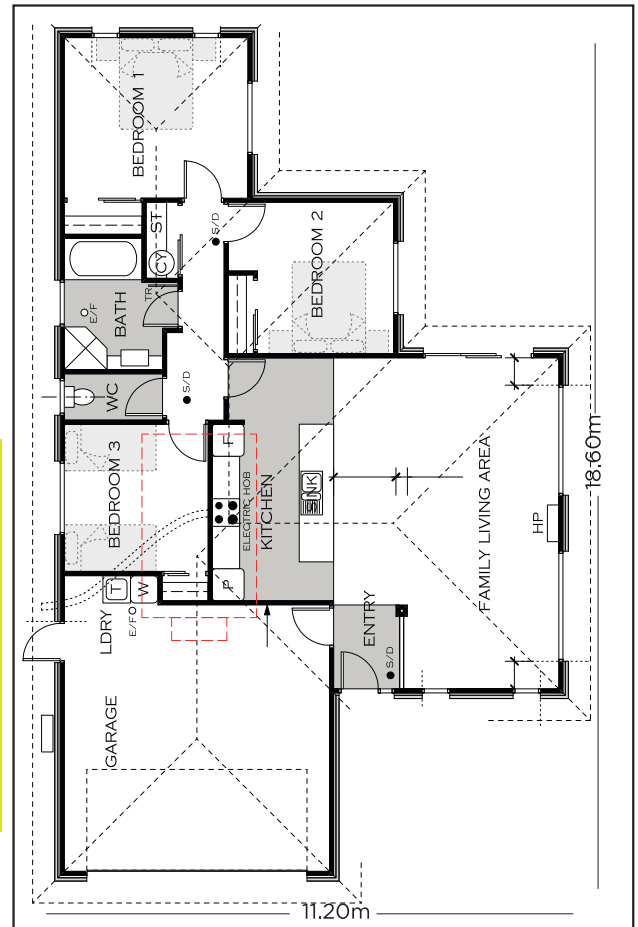 BEDROOM 1
ST
CY
S/D
BEDROOM 2
TR
E/F
BATH
WC
S/D
BEDROOM 3
F
ELECTRIC HOB
KITCHEN
SINK
P
FAMILY LIVING AREA
HP
18.60m
T
W
LDRY
E/F
ENTRY
S/D
GARAGE
11.20m